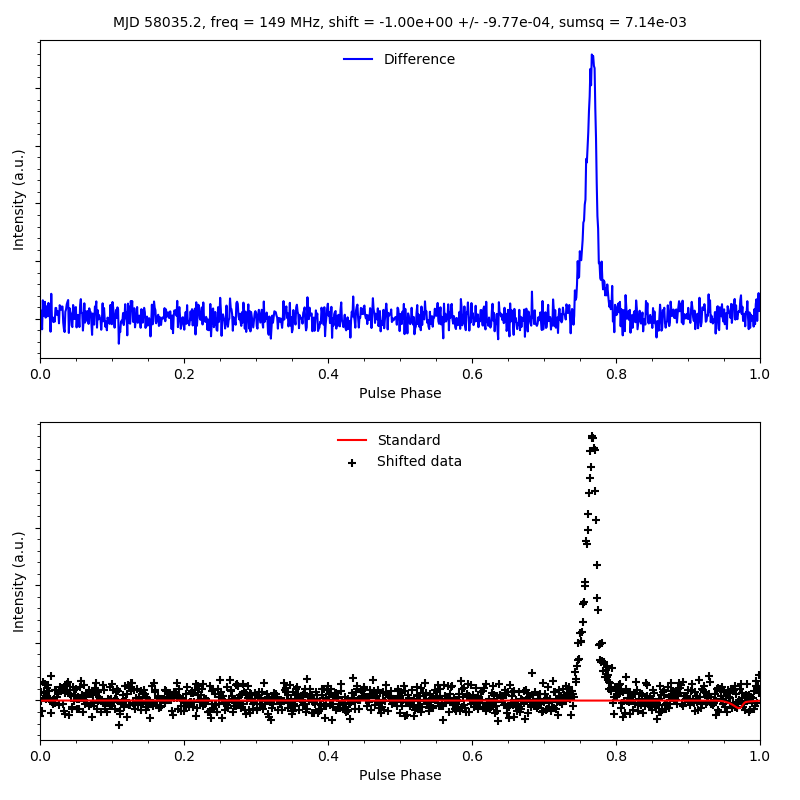 MJD 58035.2, freq = 149 MHz, shift = -1.00e+00 +/- -9.77e-04, sumsq = 7.14e-03
Difference
Intensity (a.u.)
0.0 0.2 0.4 0.6 0.8 1.0
Pulse Phase
Standard
Shifted data
Intensity (a.u.)
0.0 0.2 0.4 0.6 0.8 1.0
Pulse Phase